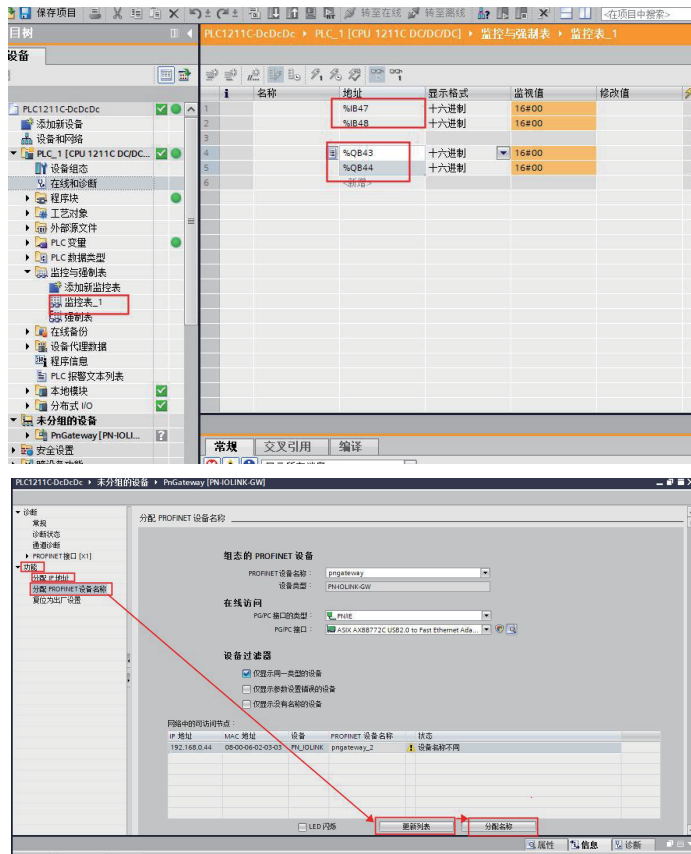 保存项目
转至在线
转至离线
<在项目中搜索>
目树
PLC1211C-DcDcDc ▸ PLC_1 [CPU 1211C DC/DC/DC] ▸ 监控与强制表 ▸ 监控表_1
设备
i 名称 地址 显示格式 监视值 修改值
1 %IB47 十六进制 16#00
2 %IB48 十六进制 16#00
3
4 %QB43 十六进制 16#00
5 %QB44 十六进制 16#00
6 <新增>
PLC1211C-DcDcDc
添加新设备
设备和网络
PLC_1 [CPU 1211C DC/DC...
设备组态
在线和诊断
程序块
工艺对象
外部源文件
PLC 变量
PLC 数据类型
监控与强制表
添加新监控表
监控表_1
强制表
在线备份
设备代理数据
程序信息
PLC 报警文本列表
本地模块
分布式 I/O
未分组的设备
PnGateway [PN-IOLI...
安全设置
常规 交叉引用 编译
PLC1211C-DcDcDc ▸ 未分组的设备 ▸ PnGateway [PN-IOLINK-GW]
诊断
常规
诊断状态
通道诊断
PROFINET 接口 [X1]
功能
分配 IP 地址
分配 PROFINET 设备名称
复位为出厂设置
分配 PROFINET 设备名称
组态的 PROFINET 设备
PROFINET 设备名称： pngateway
设备类型： PN-IOLINK-GW
在线访问
PG/PC 接口的类型： PN/IE
PG/PC 接口： ASIX AX88772C USB2.0 to Fast Ethernet Ada...
设备过滤器
仅显示同一类型的设备
仅显示参数设置错误的设备
仅显示没有名称的设备
网络中的可访问节点：
IP 地址 MAC 地址 设备 PROFINET 设备名称 状态
192.168.0.44 08-00-06-02-03-03 PN_IOLINK pngateway_2 设备名称不同
LED 闪烁 更新列表 分配名称
属性 信息 诊断